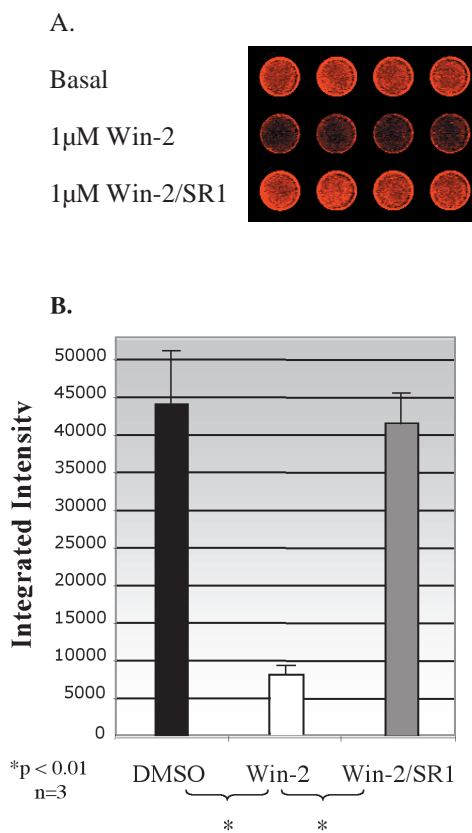 A.
Basal
1μM Win-2
1μM Win-2/SR1
B.
Integrated Intensity
50000
45000
40000
35000
30000
25000
20000
15000
10000
5000
0
DMSO Win-2 Win-2/SR1
*p < 0.01
n=3
* *